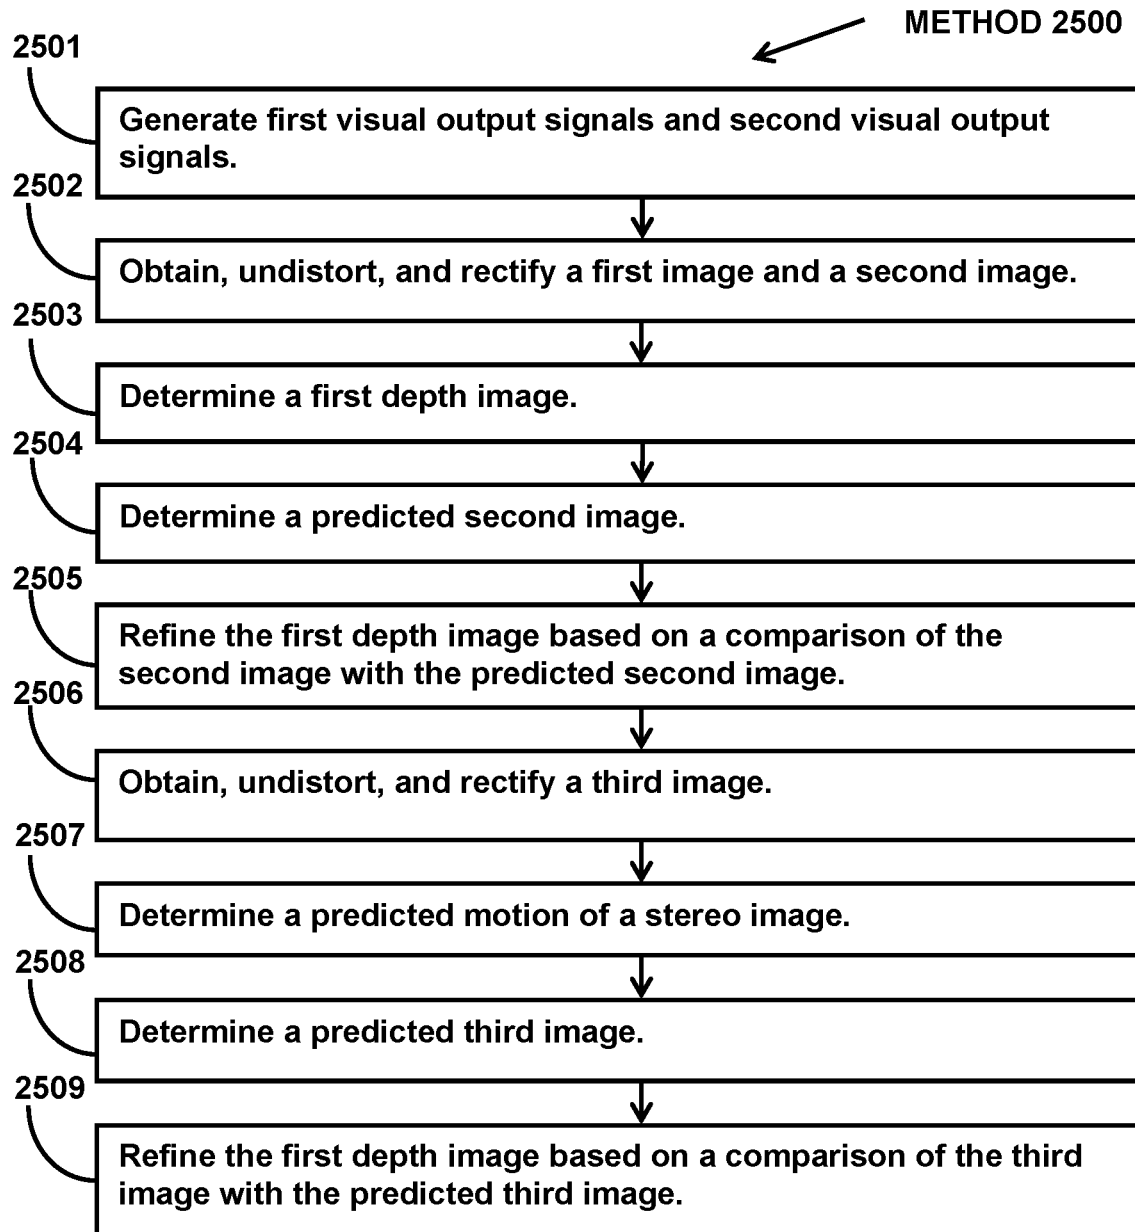 METHOD 2500
2501
Generate first visual output signals and second visual output
signals.
2502
Obtain, undistort, and rectify a first image and a second image.
2503
Determine a first depth image.
2504
Determine a predicted second image.
2505
Refine the first depth image based on a comparison of the
second image with the predicted second image.
2506
Obtain, undistort, and rectify a third image.
2507
Determine a predicted motion of a stereo image.
2508
Determine a predicted third image.
2509
Refine the first depth image based on a comparison of the third
image with the predicted third image.